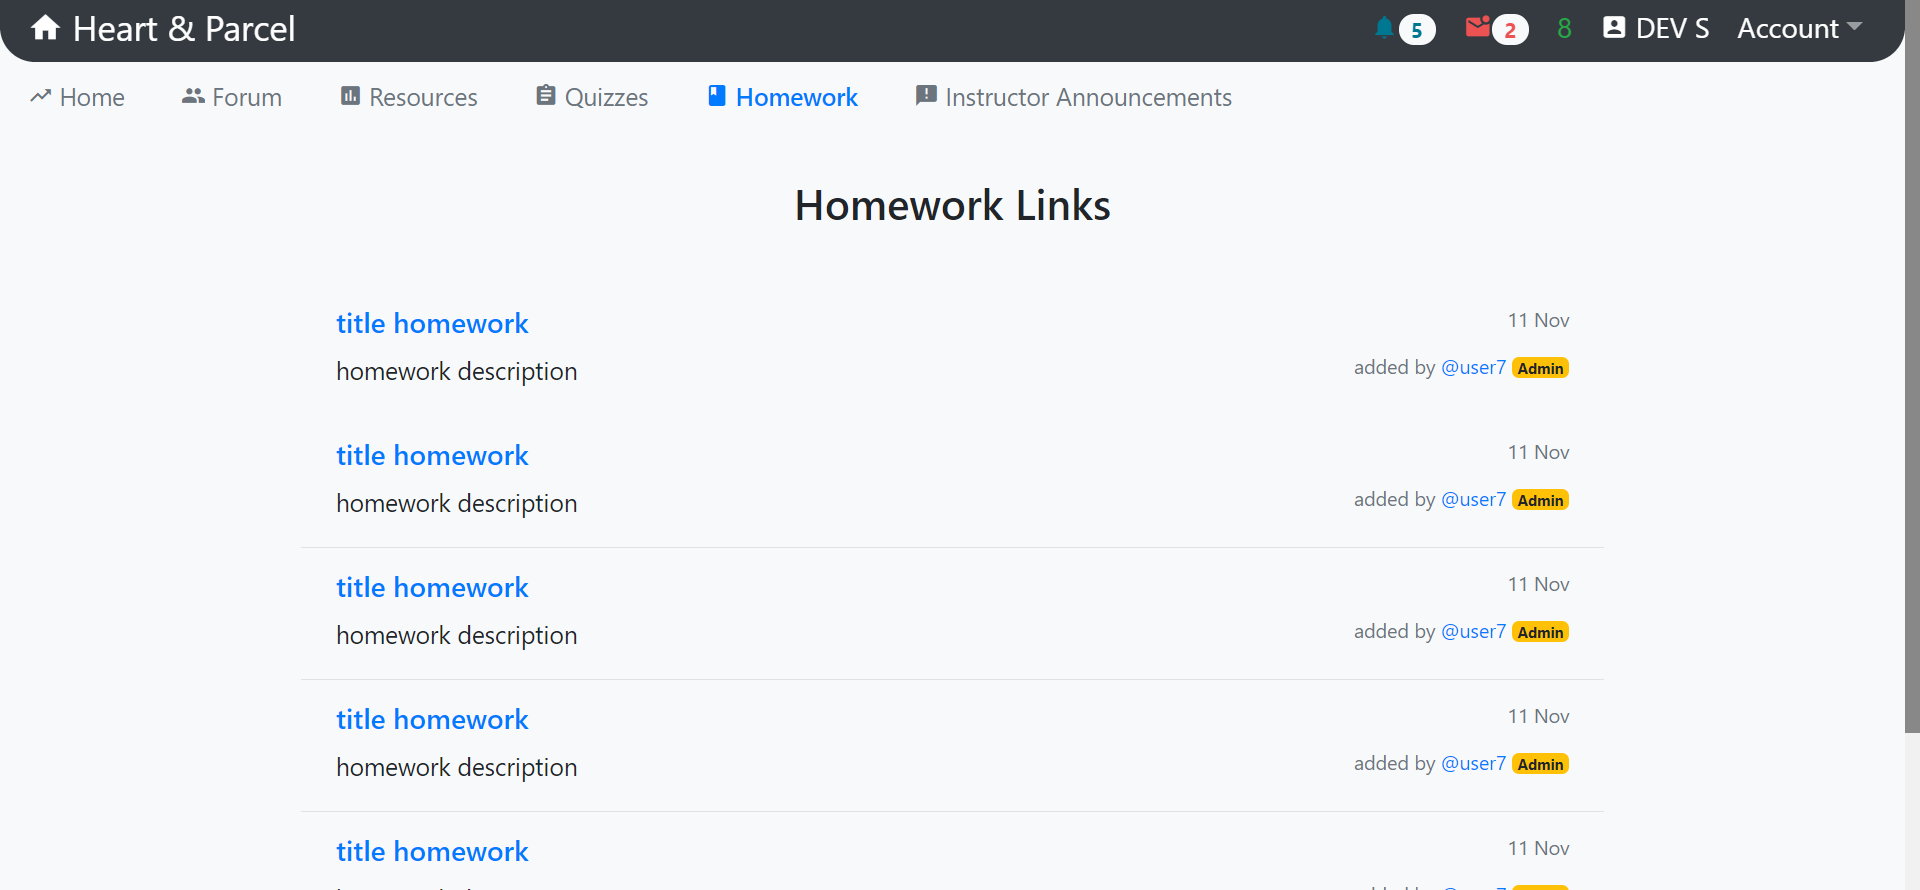 Heart & Parcel 5 2 8 DEV S Account
Home Forum Resources Quizzes Homework Instructor Announcements
Homework Links
title homework 11 Nov
homework description added by @user7 Admin
title homework 11 Nov
homework description added by @user7 Admin
title homework 11 Nov
homework description added by @user7 Admin
title homework 11 Nov
homework description added by @user7 Admin
title homework 11 Nov